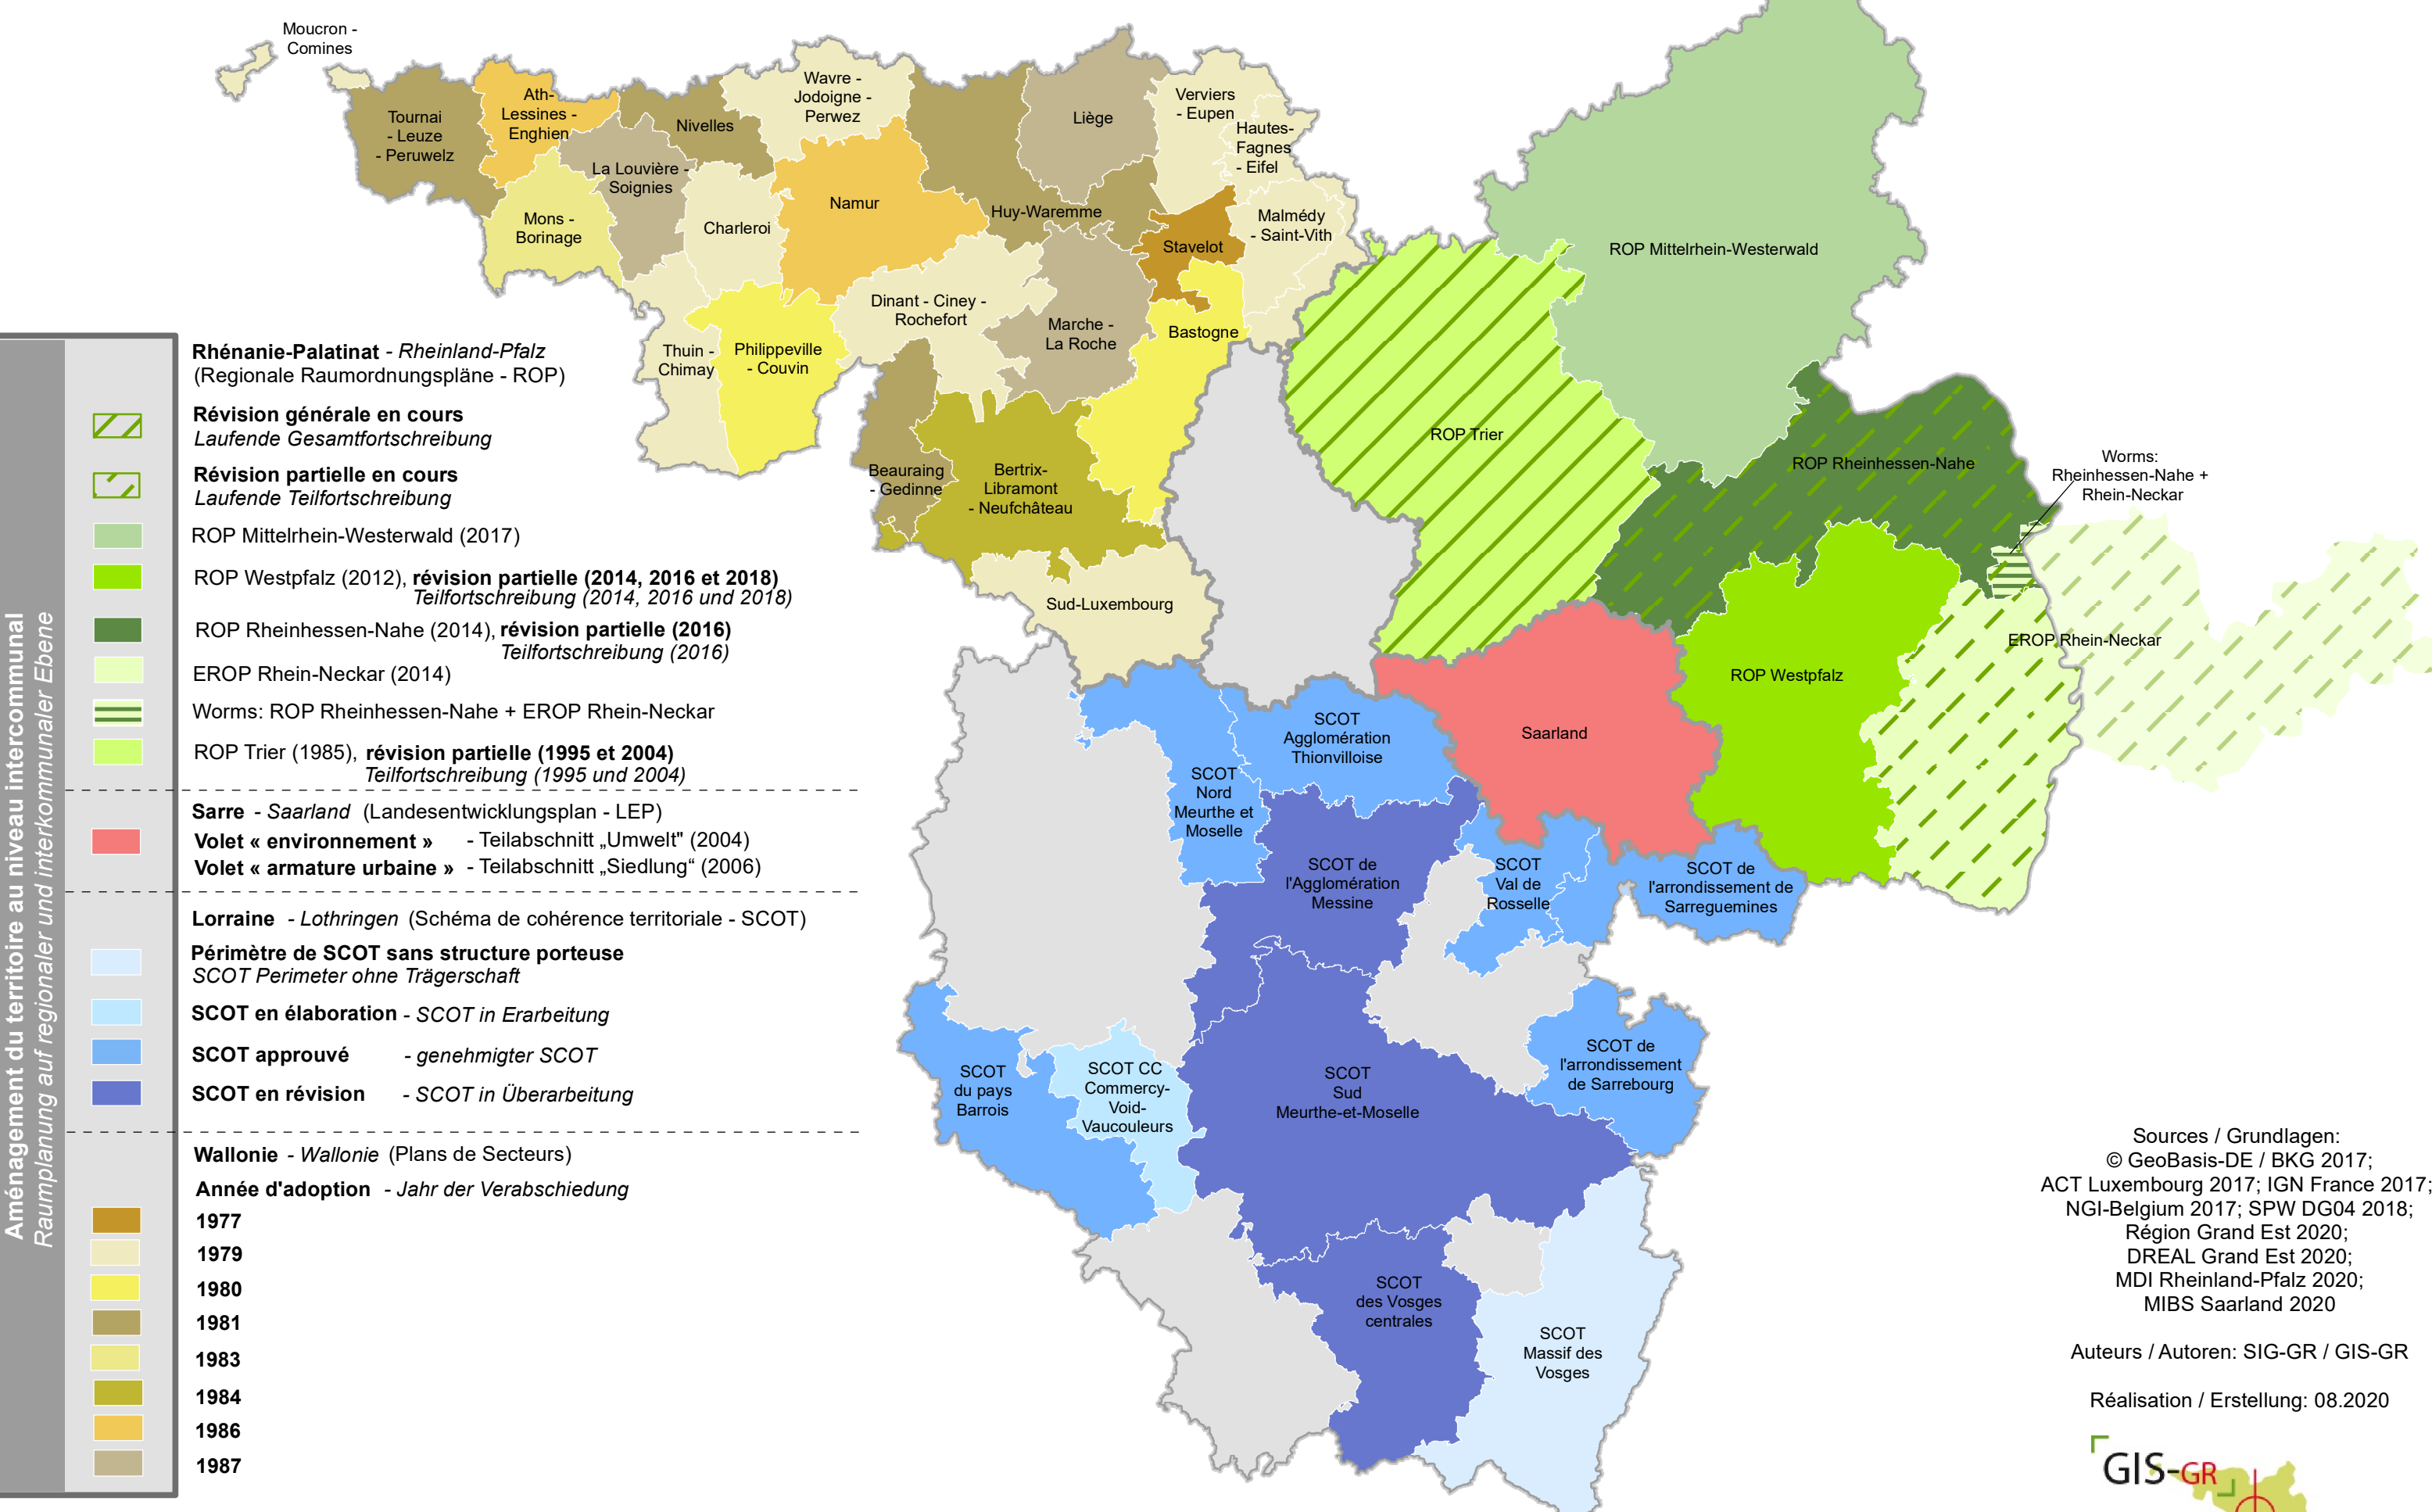 Moucron -
Comines
Tournai
- Leuze
- Peruwelz
Ath-
Lessines -
Enghien
Nivelles
Wavre -
Jodoigne -
Perwez
Liège
Verviers
- Eupen
Hautes-
Fagnes
- Eifel
La Louvière -
Soignies
Mons -
Borinage
Charleroi
Namur
Huy-Waremme
Stavelot
Malmédy
- Saint-Vith
Dinant - Ciney -
Rochefort
Marche -
La Roche
Bastogne
Thuin -
Chimay
Philippeville
- Couvin
Beauraing
- Gedinne
Bertrix-
Libramont
- Neufchâteau
Sud-Luxembourg
ROP Mittelrhein-Westerwald
ROP Trier
ROP Rheinhessen-Nahe
Worms:
Rheinhessen-Nahe +
Rhein-Neckar
EROP Rhein-Neckar
ROP Westpfalz
Saarland
SCOT
Agglomération
Thionvilloise
SCOT
Nord
Meurthe et
Moselle
SCOT de
l'Agglomération
Messine
SCOT
Val de
Rosselle
SCOT de
l'arrondissement de
Sarreguemines
SCOT de
l'arrondissement
de Sarrebourg
SCOT
du pays
Barrois
SCOT CC
Commercy-
Void-
Vaucouleurs
SCOT
Sud
Meurthe-et-Moselle
SCOT
des Vosges
centrales
SCOT
Massif des
Vosges
Aménagement du territoire au niveau intercommunal
Raumplanung auf regionaler und interkommunaler Ebene
Rhénanie-Palatinat - Rheinland-Pfalz
(Regionale Raumordnungspläne - ROP)
Révision générale en cours
Laufende Gesamtfortschreibung
Révision partielle en cours
Laufende Teilfortschreibung
ROP Mittelrhein-Westerwald (2017)
ROP Westpfalz (2012), révision partielle (2014, 2016 et 2018)
Teilfortschreibung (2014, 2016 und 2018)
ROP Rheinhessen-Nahe (2014), révision partielle (2016)
Teilfortschreibung (2016)
EROP Rhein-Neckar (2014)
Worms: ROP Rheinhessen-Nahe + EROP Rhein-Neckar
ROP Trier (1985), révision partielle (1995 et 2004)
Teilfortschreibung (1995 und 2004)
Sarre - Saarland (Landesentwicklungsplan - LEP)
Volet « environnement » - Teilabschnitt „Umwelt" (2004)
Volet « armature urbaine » - Teilabschnitt „Siedlung“ (2006)
Lorraine - Lothringen (Schéma de cohérence territoriale - SCOT)
Périmètre de SCOT sans structure porteuse
SCOT Perimeter ohne Trägerschaft
SCOT en élaboration - SCOT in Erarbeitung
SCOT approuvé - genehmigter SCOT
SCOT en révision - SCOT in Überarbeitung
Wallonie - Wallonie (Plans de Secteurs)
Année d'adoption - Jahr der Verabschiedung
1977
1979
1980
1981
1983
1984
1986
1987
Sources / Grundlagen:
© GeoBasis-DE / BKG 2017;
ACT Luxembourg 2017; IGN France 2017;
NGI-Belgium 2017; SPW DG04 2018;
Région Grand Est 2020;
DREAL Grand Est 2020;
MDI Rheinland-Pfalz 2020;
MIBS Saarland 2020
Auteurs / Autoren: SIG-GR / GIS-GR
Réalisation / Erstellung: 08.2020
GIS-GR